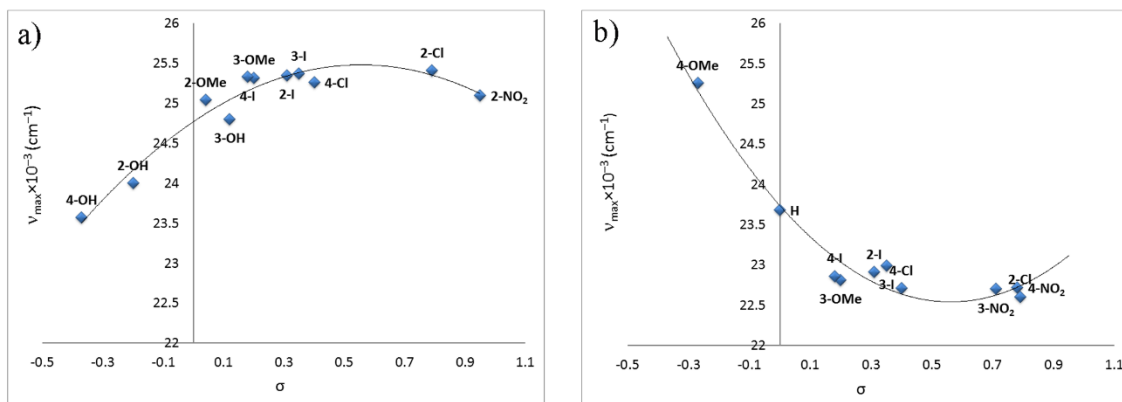 a)
26
25.5
25
24.5
24
23.5
23
22.5
22
-0.5
-0.3
-0.1
0.1
0.3
0.5
0.7
0.9
1.1
νmax×10⁻³ (cm⁻¹)
σ
4-OH
2-OH
2-OMe
3-OH
4-I
3-OMe
2-I
3-I
4-Cl
2-Cl
2-NO₂
b)
26
25.5
25
24.5
24
23.5
23
22.5
22
-0.5
-0.3
-0.1
0.1
0.3
0.5
0.7
0.9
1.1
νmax×10⁻³ (cm⁻¹)
σ
4-OMe
H
4-I
3-OMe
2-I
4-Cl
3-I
2-Cl
4-NO₂
3-NO₂